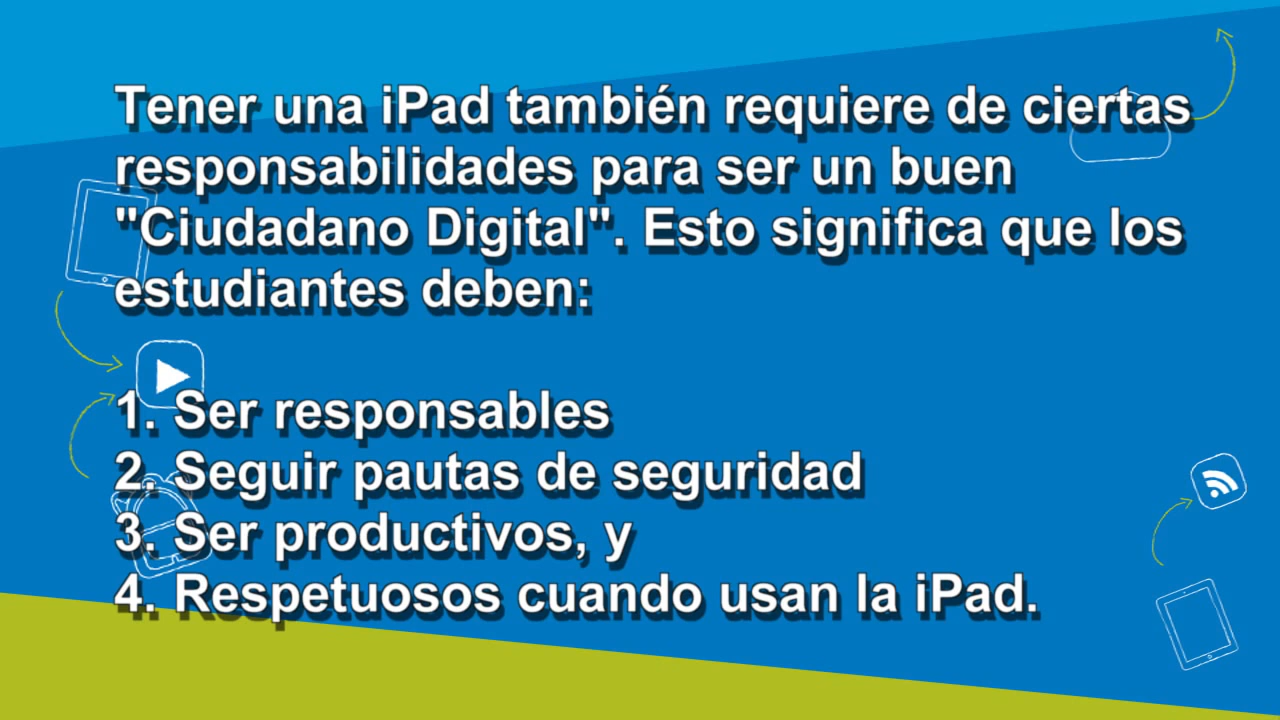 Tener una iPad también requiere de ciertas
responsabilidades para ser un buen
"Ciudadano Digital". Esto significa que los
estudiantes deben:
1. Ser responsables
2. Seguir pautas de seguridad
3. Ser productivos, y
4. Respetuosos cuando usan la iPad.